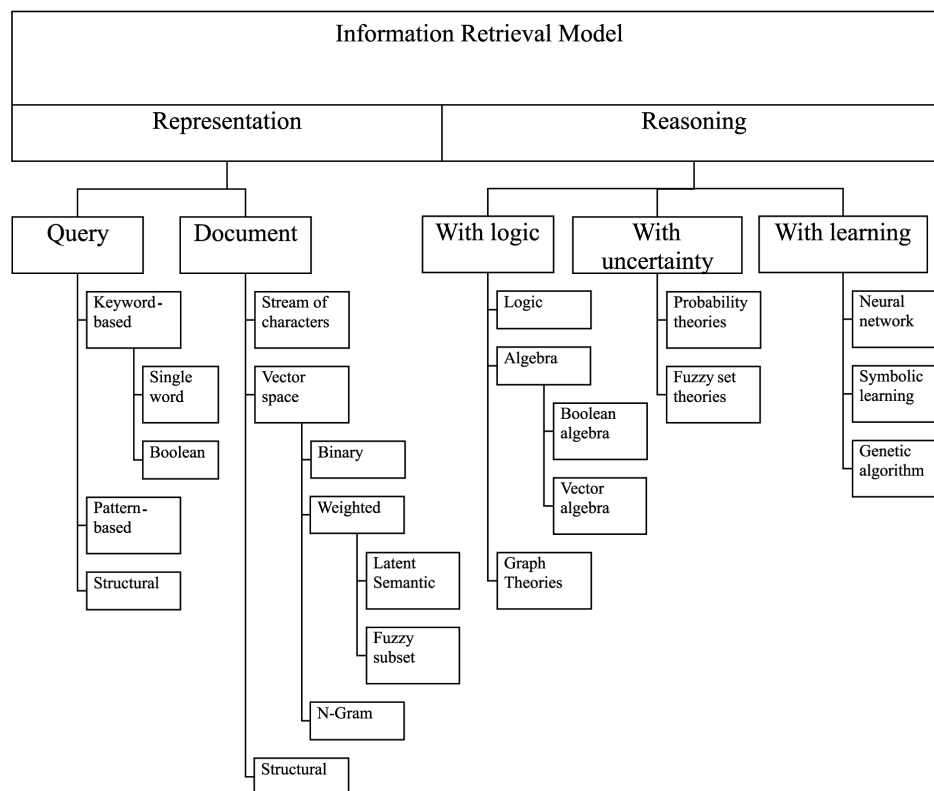 Information Retrieval Model
Representation
Reasoning
Query
Document
With logic
With
uncertainty
With learning
Keyword-
based
Single
word
Boolean
Pattern-
based
Structural
Stream of
characters
Vector
space
Binary
Weighted
Latent
Semantic
Fuzzy
subset
N-Gram
Structural
Logic
Algebra
Boolean
algebra
Vector
algebra
Graph
Theories
Probability
theories
Fuzzy set
theories
Neural
network
Symbolic
learning
Genetic
algorithm